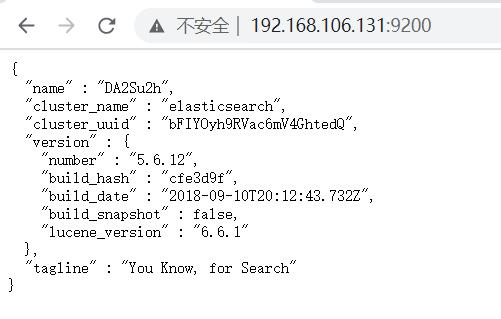 不安全 | 192.168.106.131:9200
{
"name" : "DA2Su2h",
"cluster_name" : "elasticsearch",
"cluster_uuid" : "bFIYOyh9RVac6mV4GhtedQ",
"version" : {
"number" : "5.6.12",
"build_hash" : "cfe3d9f",
"build_date" : "2018-09-10T20:12:43.732Z",
"build_snapshot" : false,
"lucene_version" : "6.6.1"
},
"tagline" : "You Know, for Search"
}